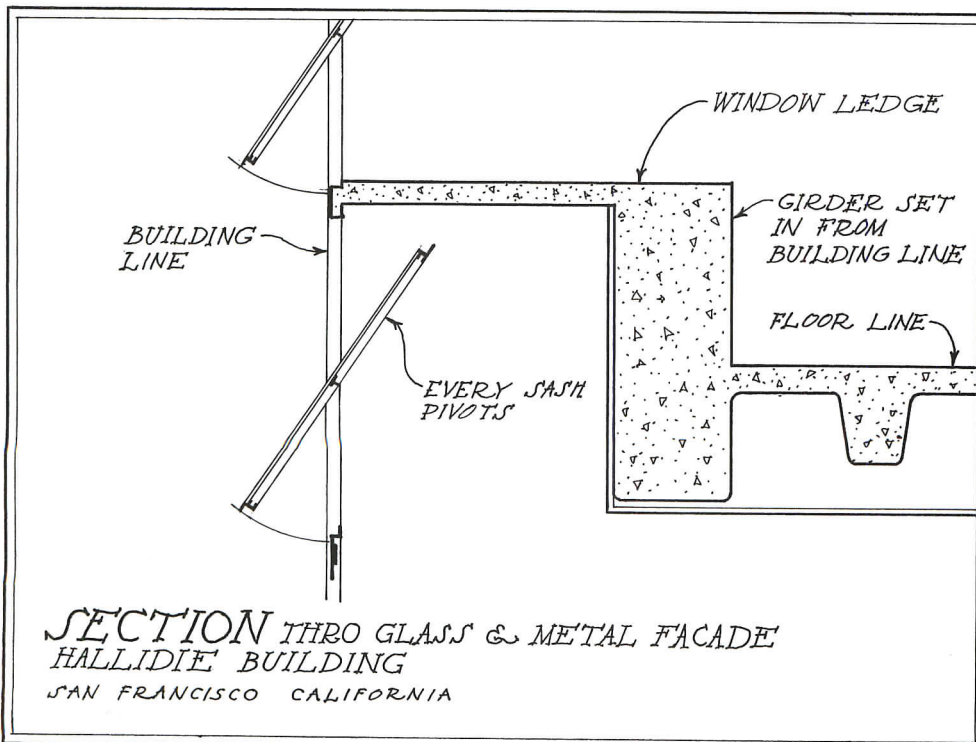 WINDOW LEDGE
GIRDER SET
IN FROM
BUILDING LINE
BUILDING
LINE
FLOOR LINE
EVERY SASH
PIVOTS
SECTION THRO GLASS & METAL FACADE
HALLIDIE BUILDING
SAN FRANCISCO CALIFORNIA